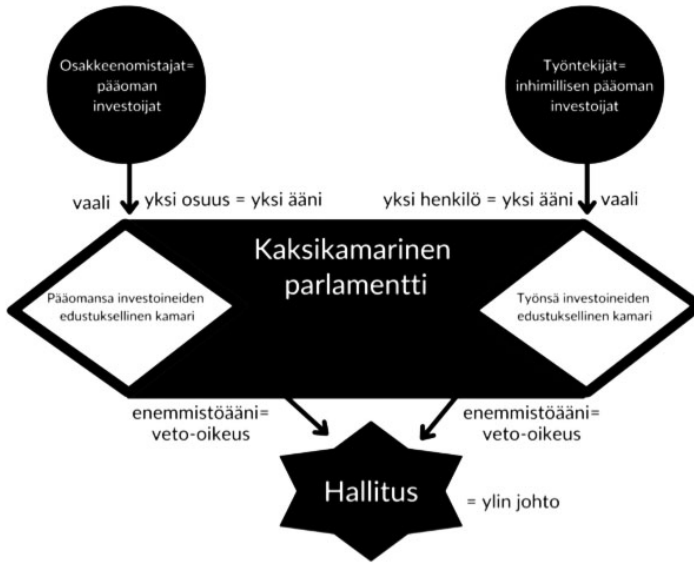 Osakkeenomistajat=
pääoman
investoijat
Työntekijät=
inhimillisen pääoman
investoijat
vaali
yksi osuus = yksi ääni
yksi henkilö = yksi ääni
vaali
Kaksikamarinen
parlamentti
Pääomansa investoineiden
edustuksellinen kamari
Työnsä investoineiden
edustuksellinen kamari
enemmistöääni=
veto-oikeus
enemmistöääni=
veto-oikeus
Hallitus
= ylin johto